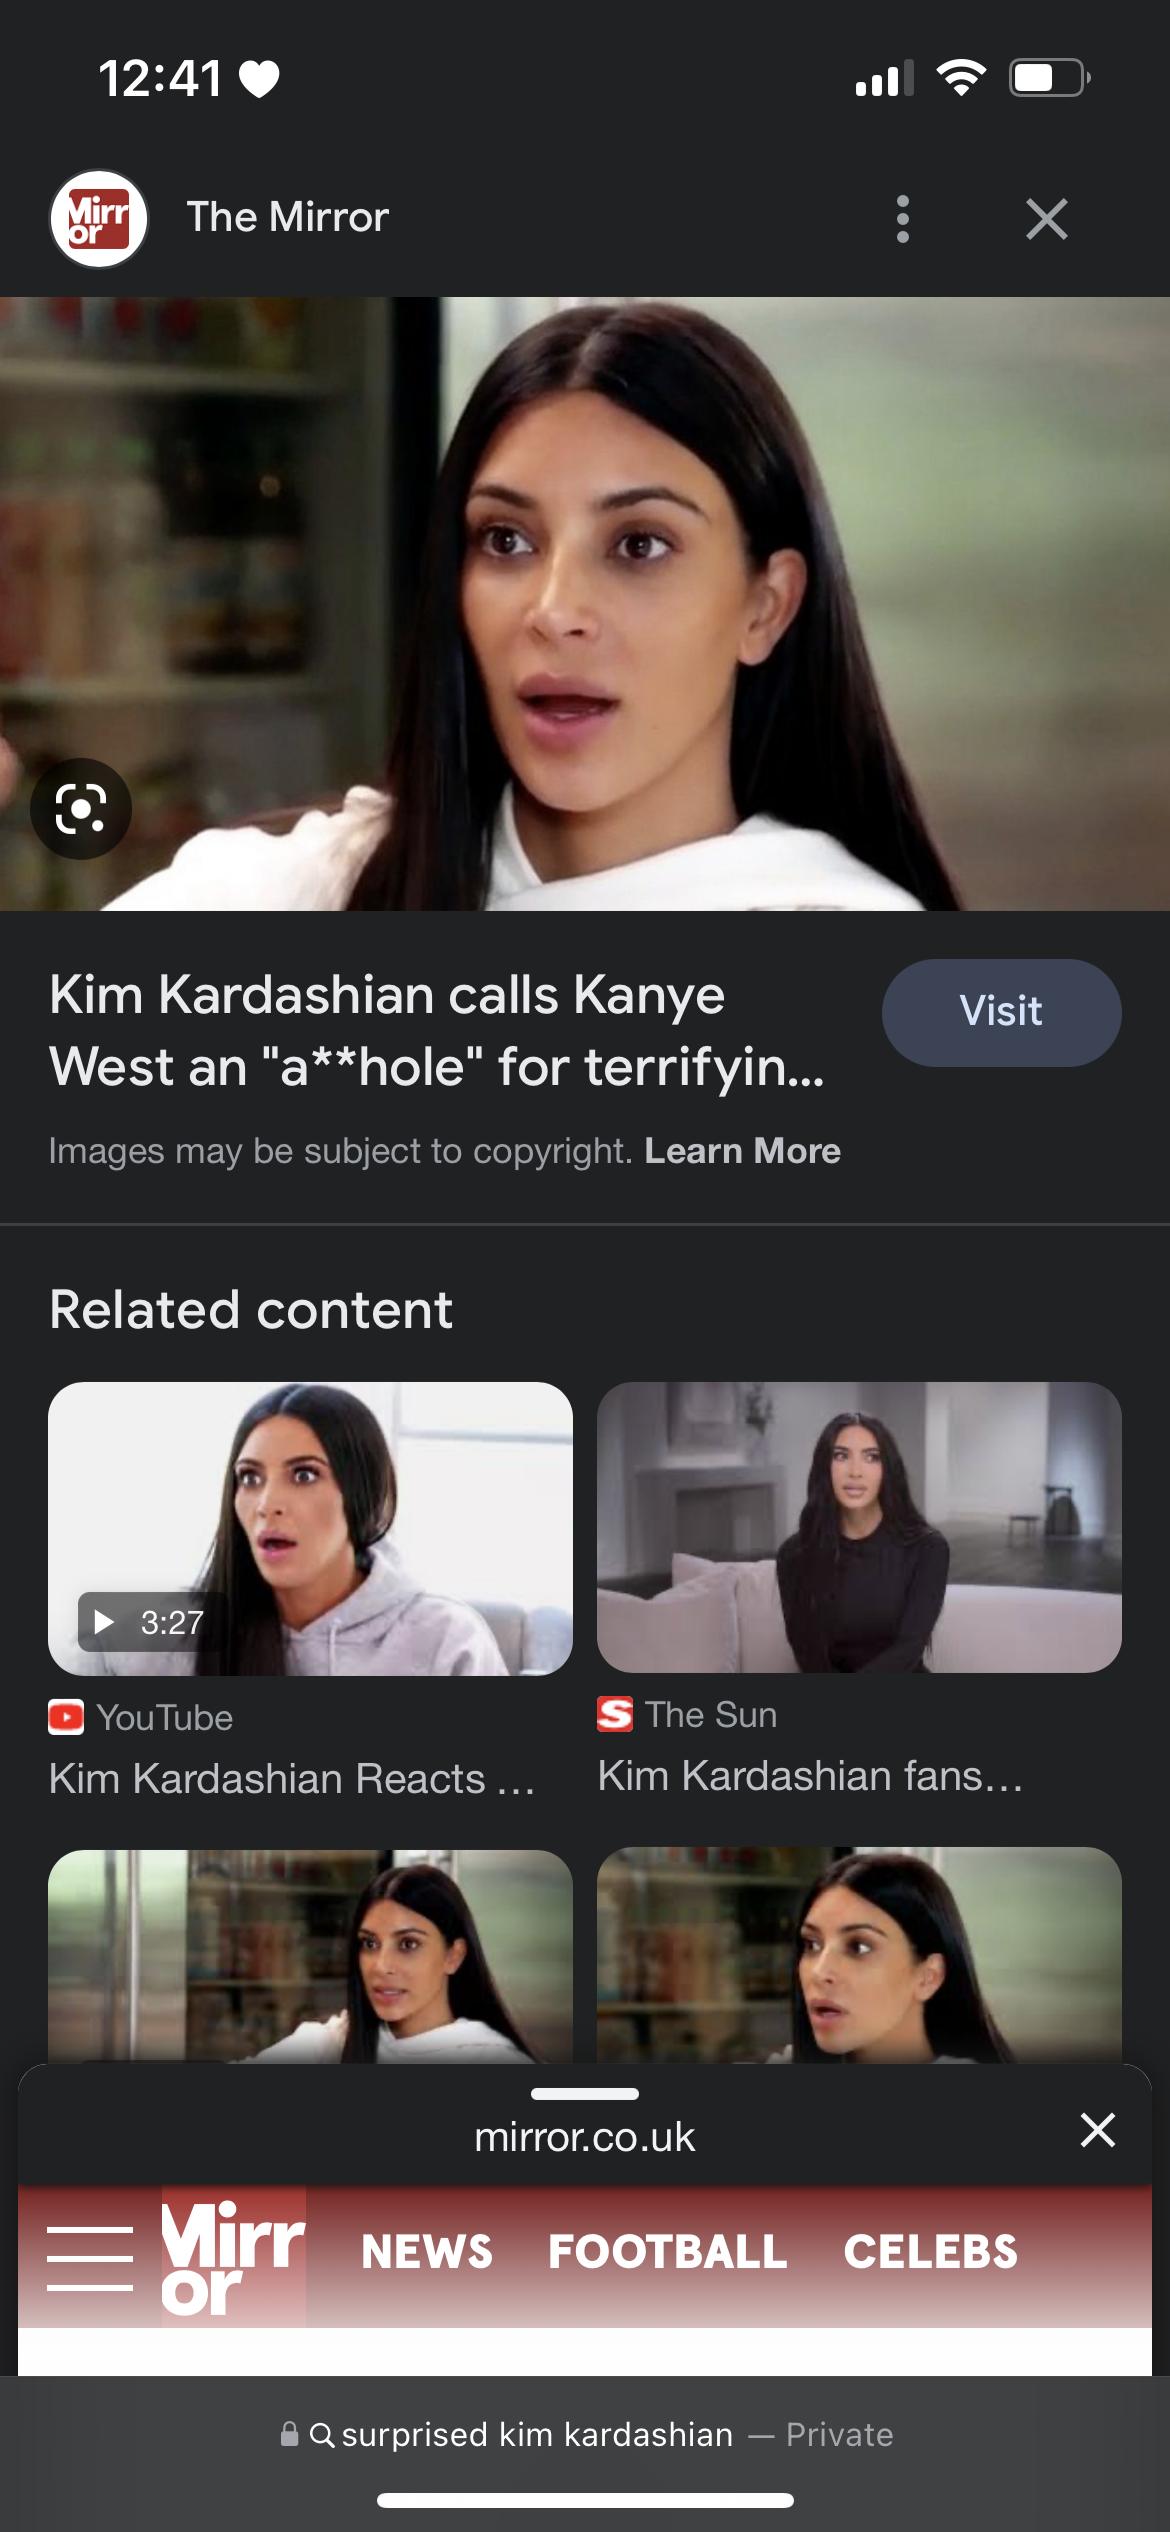 12:41
Mirr
or
The Mirror
Kim Kardashian calls Kanye
West an "a**hole" for terrifyin...
Visit
Images may be subject to copyright. Learn More
Related content
3:27
YouTube
Kim Kardashian Reacts ...
S The Sun
Kim Kardashian fans...
mirror.co.uk
Mirr
or
NEWS FOOTBALL CELEBS
surprised kim kardashian — Private